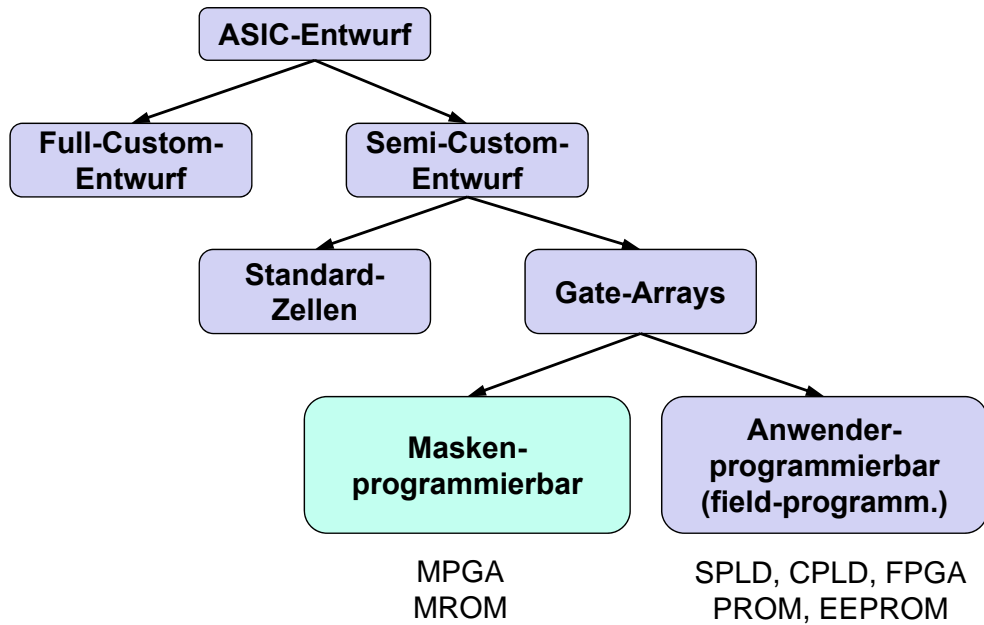 ASIC-Entwurf
Full-Custom-
Entwurf
Semi-Custom-
Entwurf
Standard-
Zellen
Gate-Arrays
Masken-
programmierbar
Anwender-
programmierbar
(field-programm.)
MPGA
MROM
SPLD, CPLD, FPGA
PROM, EEPROM